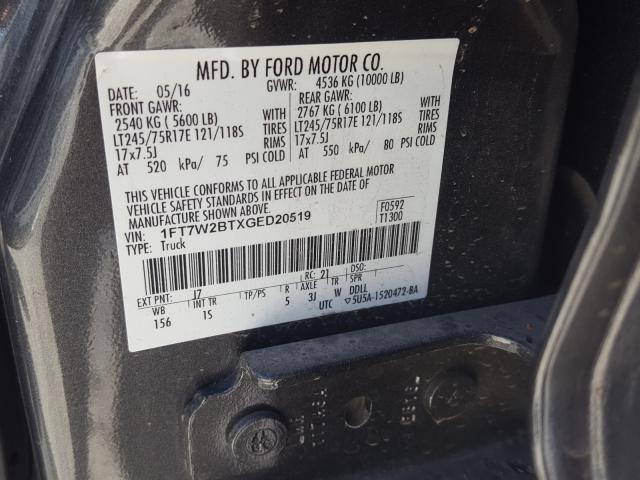 MFD. BY FORD MOTOR CO.
DATE: 05/16 GVWR: 4536 KG (10000 LB)
FRONT GAWR: REAR GAWR:
2540 KG ( 5600 LB) WITH 2767 KG ( 6100 LB) WITH
LT245/75R17E 121/118S TIRES LT245/75R17E 121/118S TIRES
17x7.5J RIMS 17x7.5J RIMS
AT 520 kPa/ 75 PSI COLD AT 550 kPa/ 80 PSI COLD
THIS VEHICLE CONFORMS TO ALL APPLICABLE FEDERAL MOTOR
VEHICLE SAFETY STANDARDS IN EFFECT ON THE DATE OF
MANUFACTURE SHOWN ABOVE.
VIN: 1FT7W2BTXGED20519 F0592
TYPE: Truck T1300
RC: 21 DSO:
EXT PNT: J7 R AXLE TR SPR
WB INT TR TP/PS 5 3J W DDLL
156 1S UTC ▽5U5A-1520472-BA